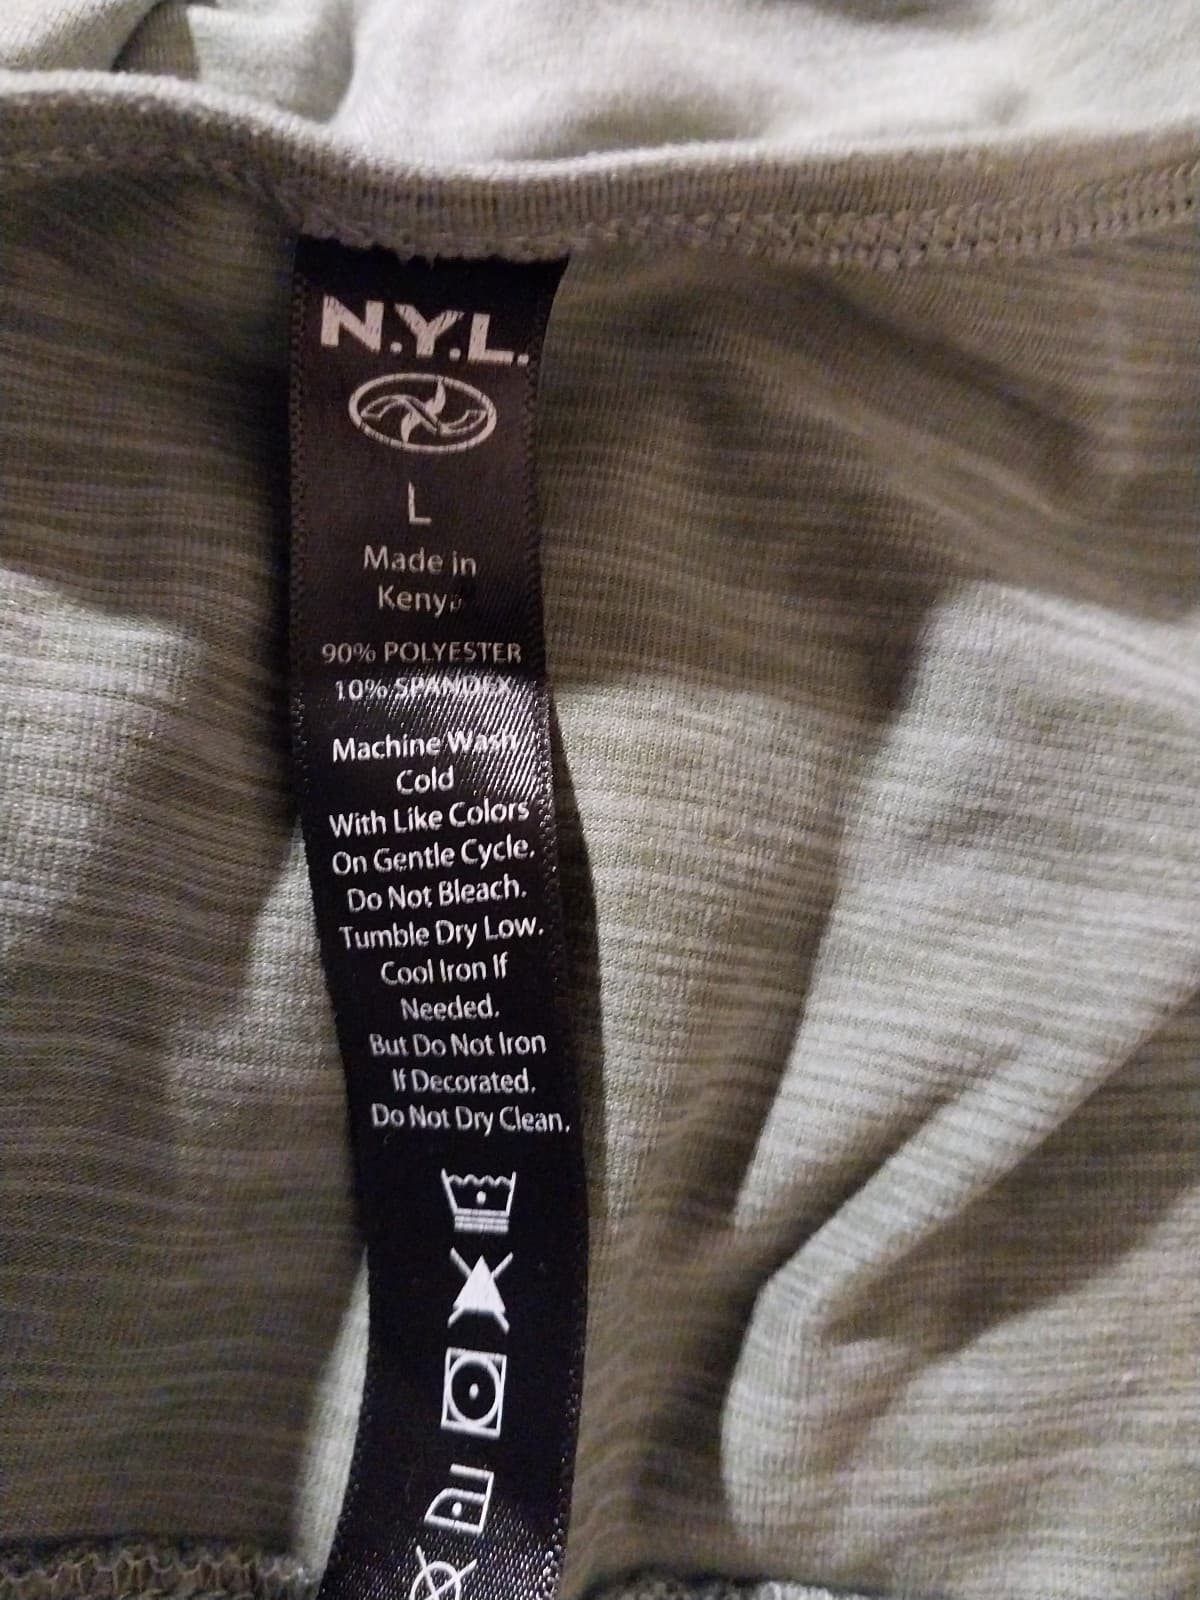 N.Y.L.
L
Made in
Kenya
90% POLYESTER
10% SPANDEX
Machine Wash
Cold
With Like Colors
On Gentle Cycle.
Do Not Bleach.
Tumble Dry Low.
Cool Iron If
Needed.
But Do Not Iron
If Decorated.
Do Not Dry Clean.